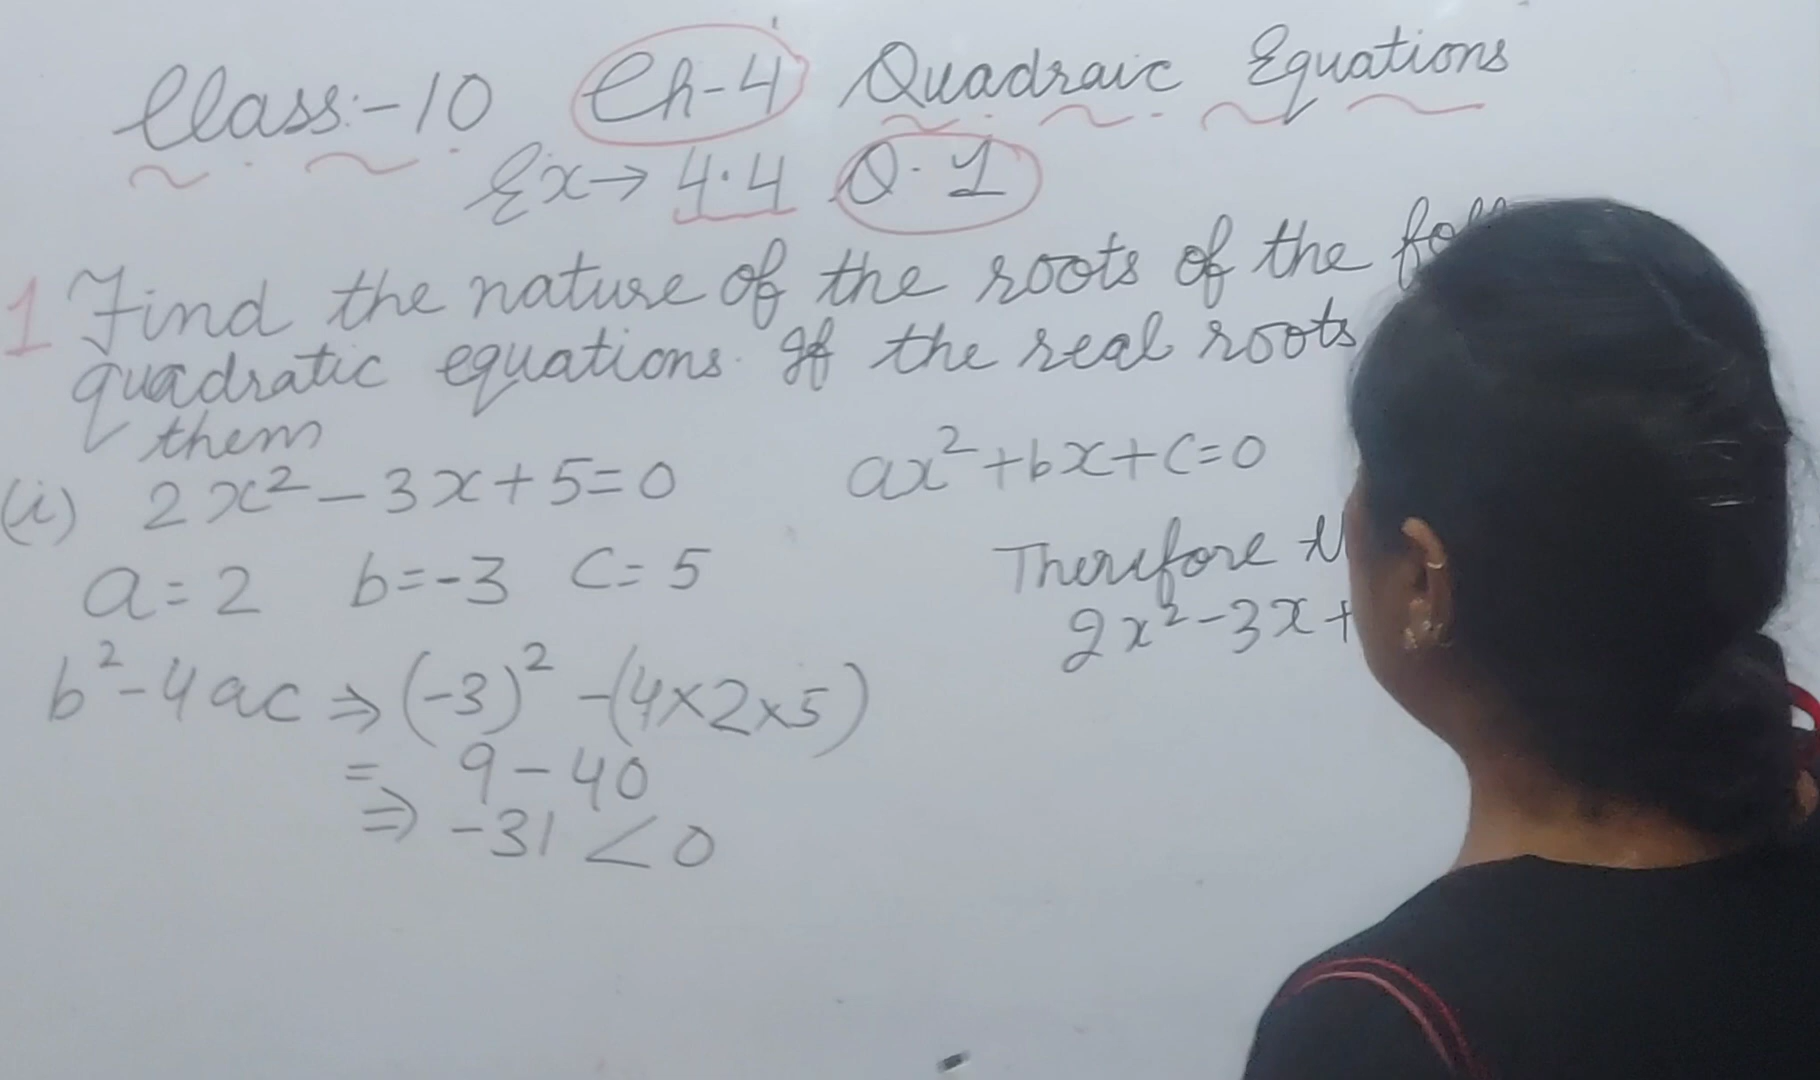 Class:-10 Ch-4 Quadraic Equations
Ex→ 4.4 Q.1
1 Find the nature of the roots of the
quadratic equations. If the real roots
them
(i) 2x²-3x+5=0 ax²+bx+c=0
a=2 b=-3 c=5 Therefore
2x²-3x+
b²-4ac ⇒ (-3)² -(4×2×5)
= 9-40
⇒ -31 < 0